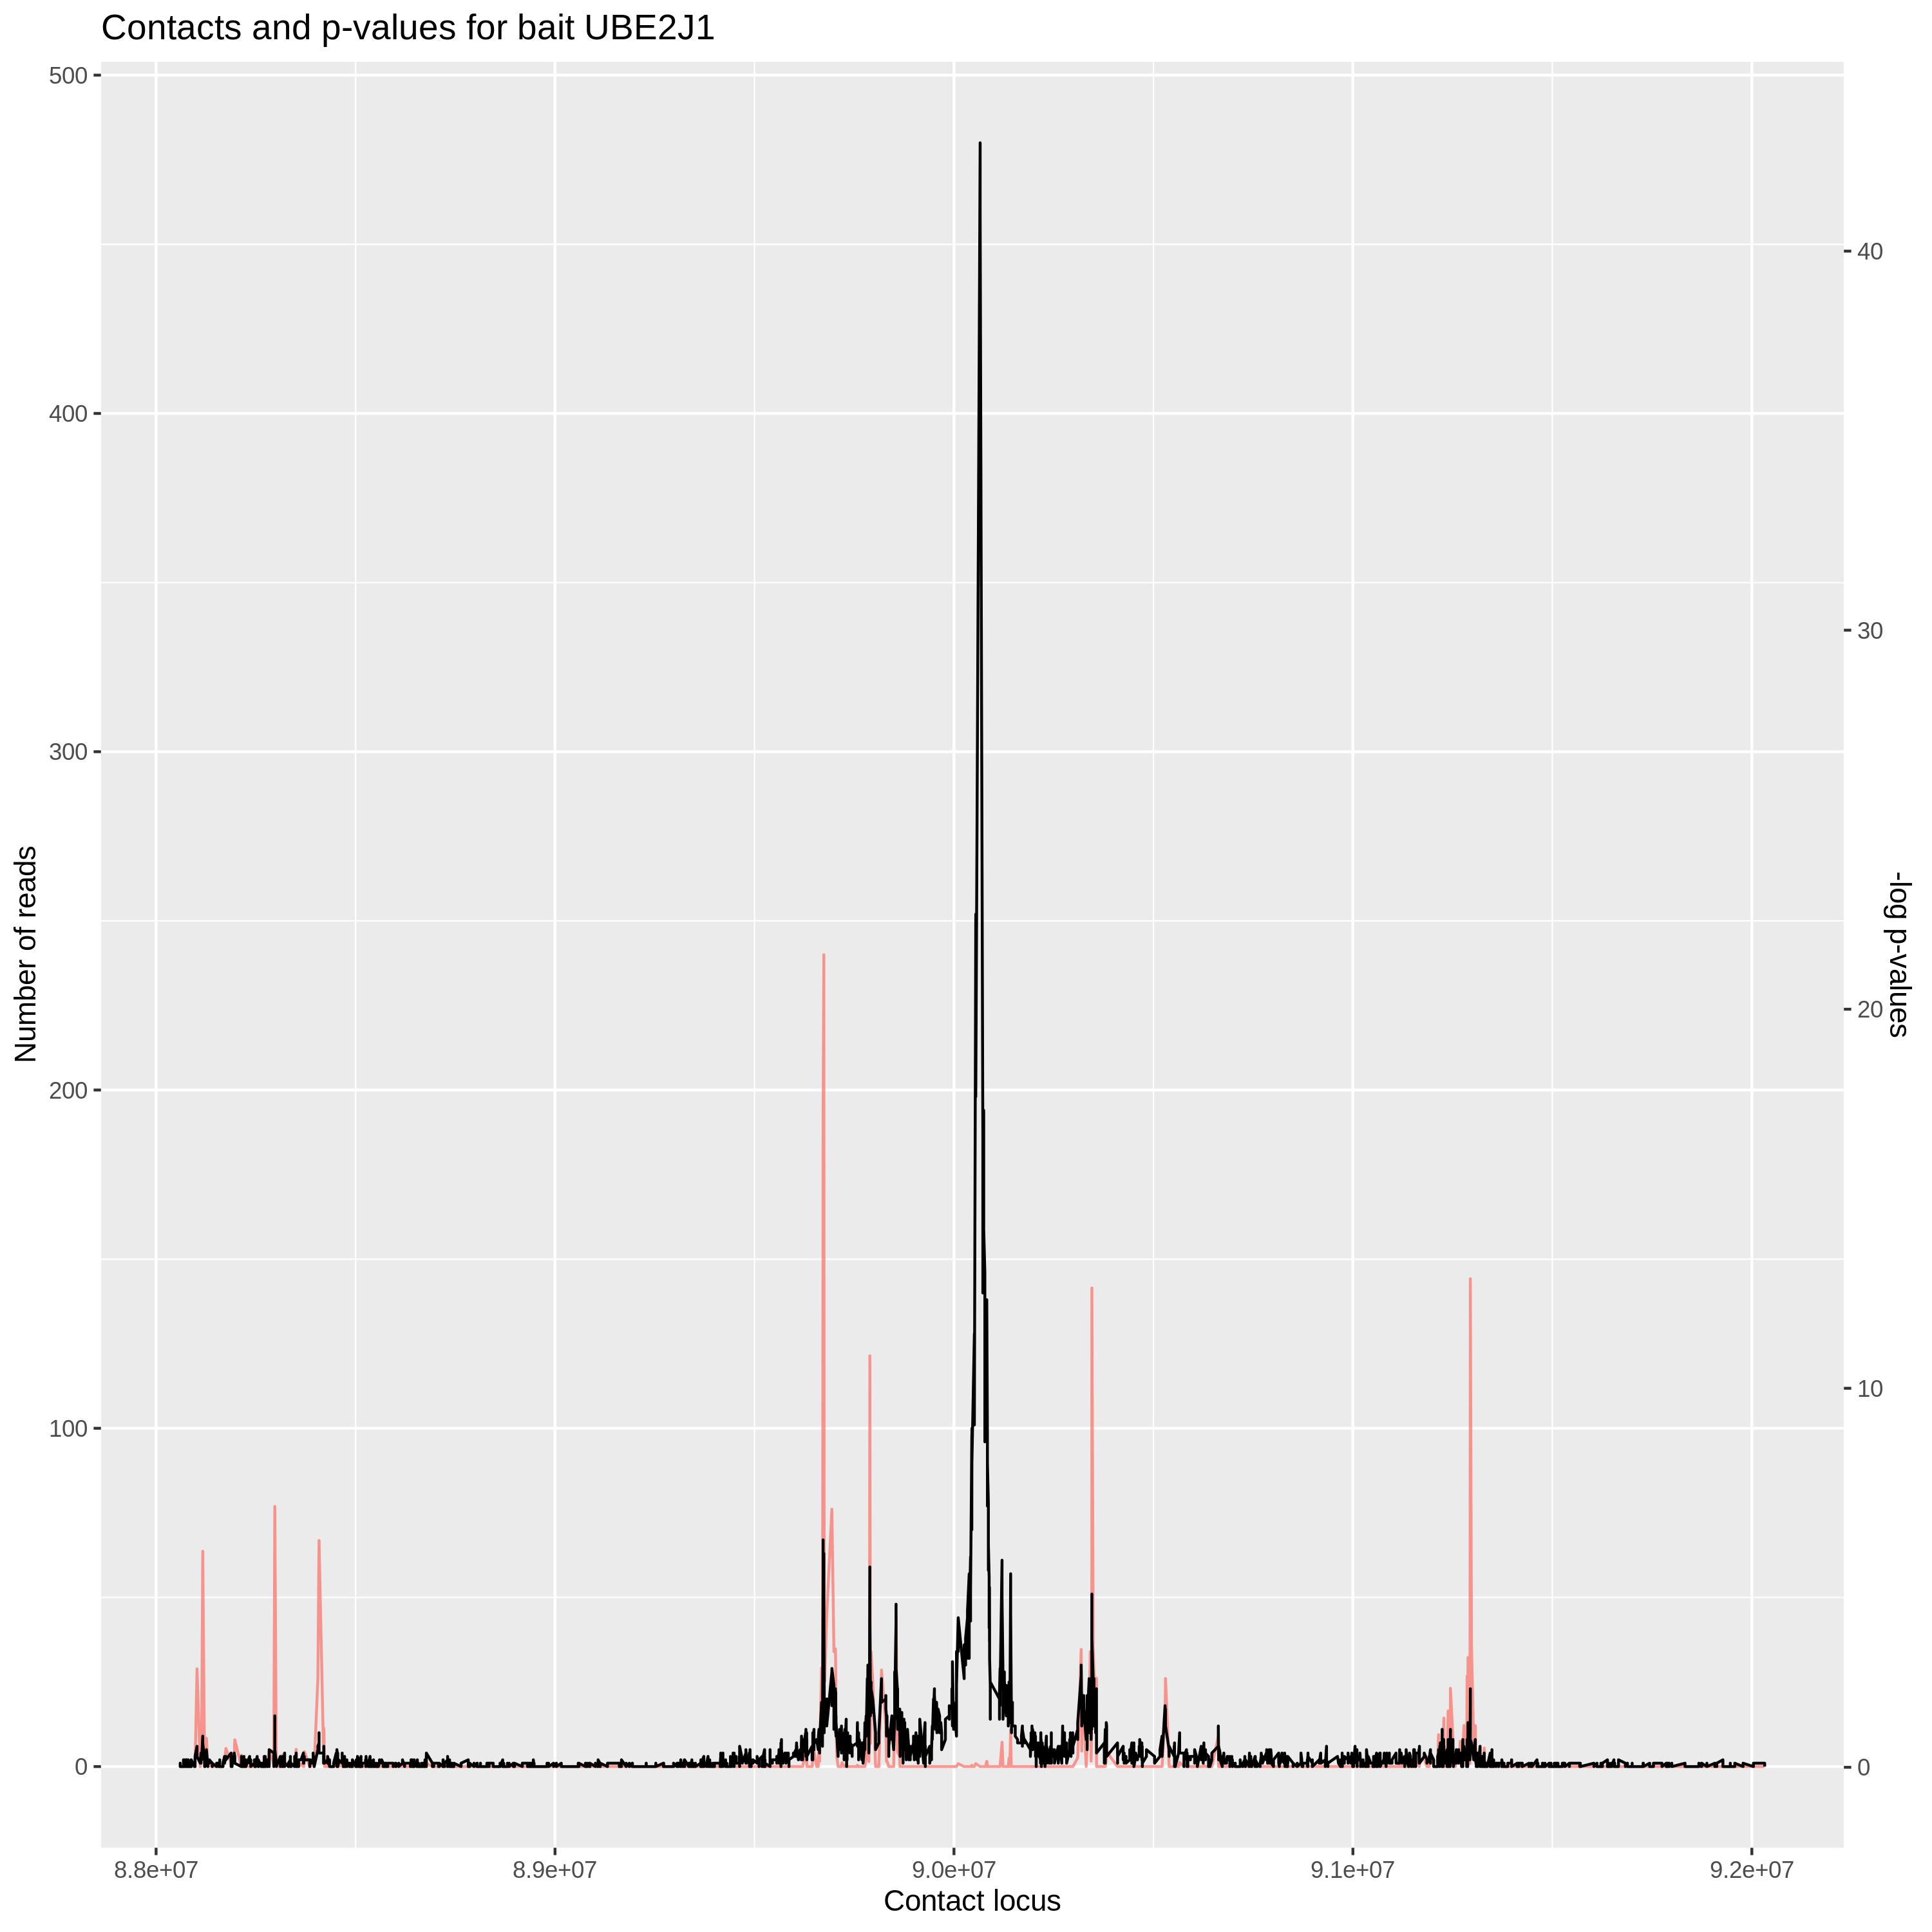 Contacts and p-values for bait UBE2J1
500
400
300
200
100
0
Number of reads
40
30
20
10
0
-log p-values
8.8e+07
8.9e+07
9.0e+07
9.1e+07
9.2e+07
Contact locus